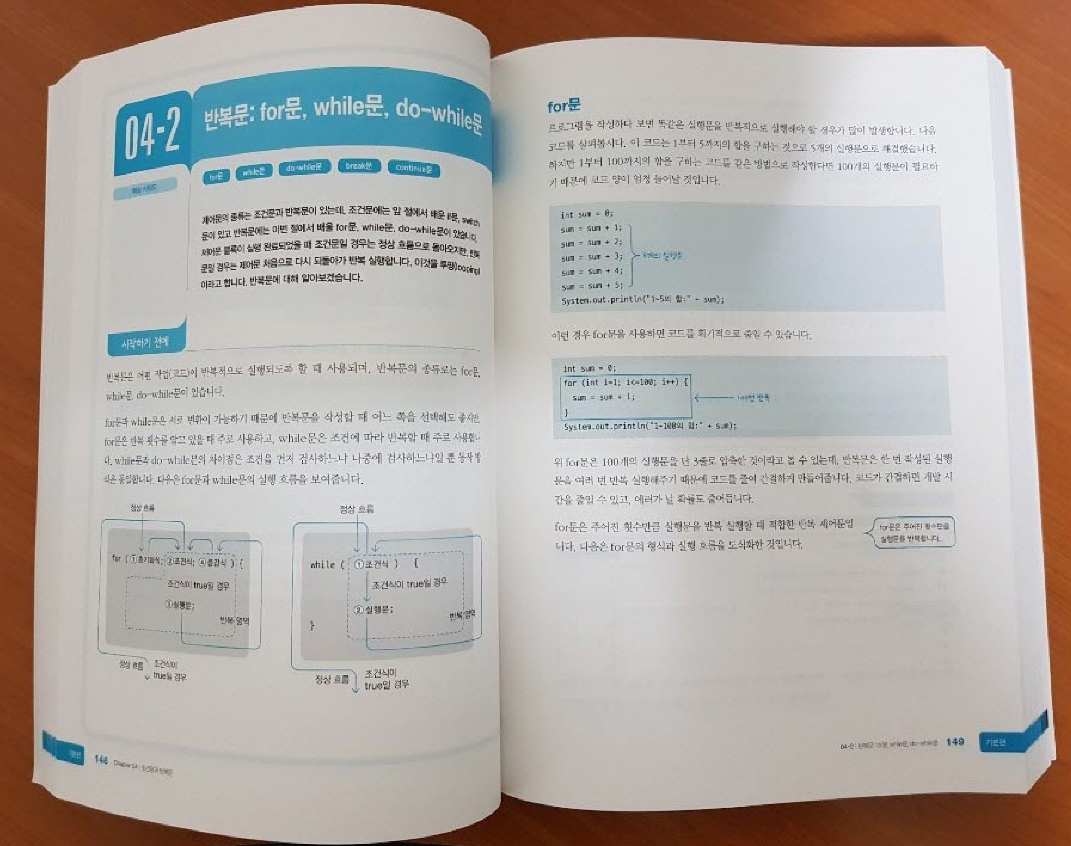 04-2
반복문: for문, while문, do-while문
핵심 키워드
for문 while문 do-while문 break문 continue문
제어문의 종류는 조건문과 반복문이 있는데, 조건문에는 앞 절에서 배운 if문, switch
문이 있고 반복문에는 이번 절에서 배울 for문, while문, do-while문이 있습니다.
제어문 블록이 실행 완료되었을 때 조건문일 경우는 정상 흐름으로 돌아오지만, 반복
문일 경우는 제어문 처음으로 다시 되돌아가 반복 실행합니다. 이것을 루핑(looping)
이라고 합니다. 반복문에 대해 알아보겠습니다.
시작하기 전에
반복문은 어떤 작업(코드)이 반복적으로 실행되도록 할 때 사용되며, 반복문의 종류로는 for문,
while문, do-while문이 있습니다.
for문과 while문은 서로 변환이 가능하기 때문에 반복문을 작성할 때 어느 쪽을 선택해도 좋지만,
for문은 반복 횟수를 알고 있을 때 주로 사용하고, while문은 조건에 따라 반복할 때 주로 사용합니
다. while문과 do-while문의 차이점은 조건을 먼저 검사하느냐 나중에 검사하느냐일 뿐 동작 방
식은 동일합니다. 다음은 for문과 while문의 실행 흐름을 보여줍니다.
정상 흐름
for ( ①초기화식; ②조건식; ④증감식 ) {
조건식이 true일 경우
③실행문;
반복 영역
정상 흐름 조건식이
true일 경우
정상 흐름
while ( ①조건식 ) {
조건식이 true일 경우
②실행문;
반복 영역
}
정상 흐름 조건식이
true일 경우
기본편
148 Chapter 04 | 조건문과 반복문
for문
프로그램을 작성하다 보면 똑같은 실행문을 반복적으로 실행해야 할 경우가 많이 발생합니다. 다음
코드를 살펴봅시다. 이 코드는 1부터 5까지의 합을 구하는 것으로 5개의 실행문으로 해결했습니다.
하지만 1부터 100까지의 합을 구하는 코드를 같은 방법으로 작성한다면 100개의 실행문이 필요하
기 때문에 코드 양이 엄청 늘어날 것입니다.
int sum = 0;
sum = sum + 1;
sum = sum + 2;
sum = sum + 3; 5개의 실행문
sum = sum + 4;
sum = sum + 5;
System.out.println("1~5의 합:" + sum);
이런 경우 for문을 사용하면 코드를 획기적으로 줄일 수 있습니다.
int sum = 0;
for (int i=1; i<=100; i++) {
sum = sum + i; 100번 반복
}
System.out.println("1~100의 합:" + sum);
위 for문은 100개의 실행문을 단 3줄로 압축한 것이라고 볼 수 있는데, 반복문은 한 번 작성된 실행
문을 여러 번 반복 실행해주기 때문에 코드를 줄여 간결하게 만들어줍니다. 코드가 간결하면 개발 시
간을 줄일 수 있고, 에러가 날 확률도 줄어듭니다.
for문은 주어진 횟수만큼 실행문을 반복 실행할 때 적합한 반복 제어문입
니다. 다음은 for문의 형식과 실행 흐름을 도식화한 것입니다.
for문은 주어진 횟수만큼
실행문을 반복합니다.
04-2 | 반복문: for문, while문, do-while문 149
기본편